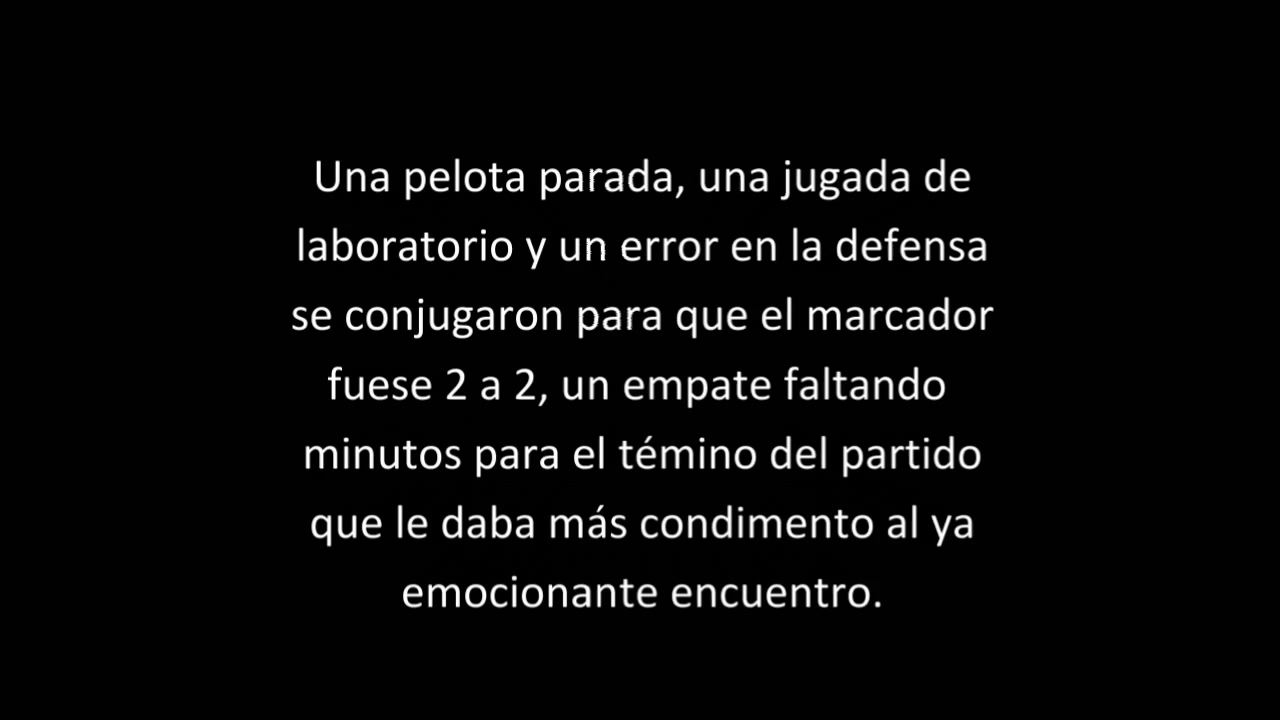 Una pelota parada, una jugada de
laboratorio y un error en la defensa
se conjugaron para que el marcador
fuese 2 a 2, un empate faltando
minutos para el témino del partido
que le daba más condimento al ya
emocionante encuentro.